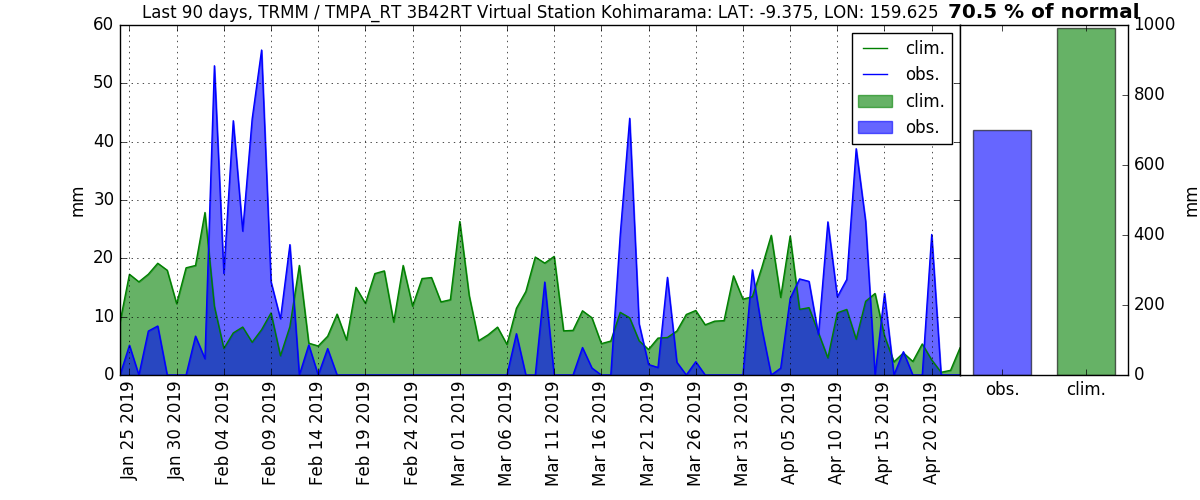 Last 90 days, TRMM / TMPA_RT 3B42RT Virtual Station Kohimarama: LAT: -9.375, LON: 159.625
70.5 % of normal
60
50
40
30
20
10
0
mm
clim.
obs.
clim.
obs.
1000
800
600
400
200
0
mm
Jan 25 2019
Jan 30 2019
Feb 04 2019
Feb 09 2019
Feb 14 2019
Feb 19 2019
Feb 24 2019
Mar 01 2019
Mar 06 2019
Mar 11 2019
Mar 16 2019
Mar 21 2019
Mar 26 2019
Mar 31 2019
Apr 05 2019
Apr 10 2019
Apr 15 2019
Apr 20 2019
obs.
clim.